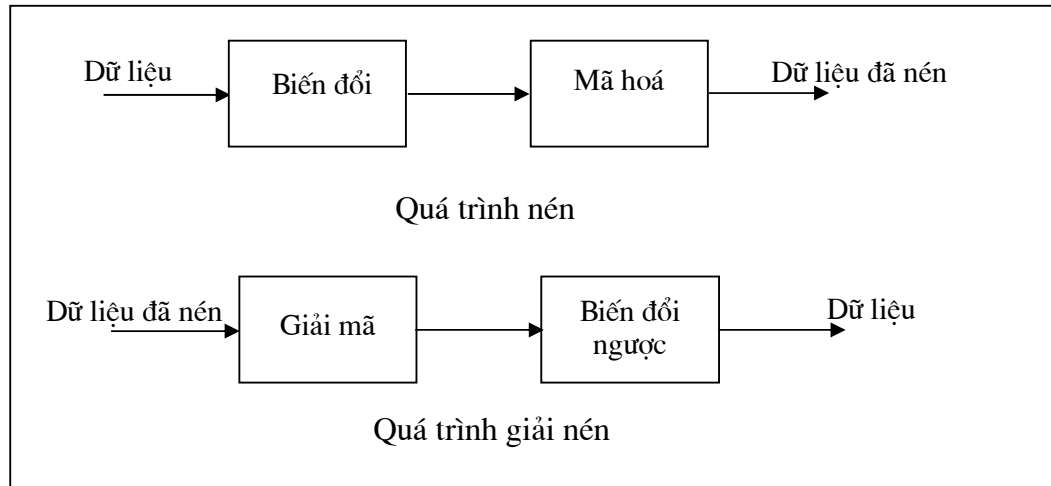 Dữ liệu
Biến đổi
Mã hoá
Dữ liệu đã nén
Quá trình nén
Dữ liệu đã nén
Giải mã
Biến đổi
ngược
Dữ liệu
Quá trình giải nén